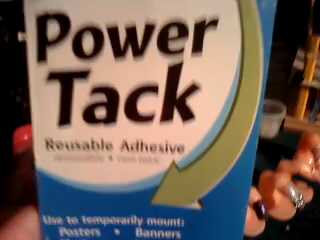 Power
Tack
Reusable Adhesive
Use to temporarily mount:
Posters • Banners